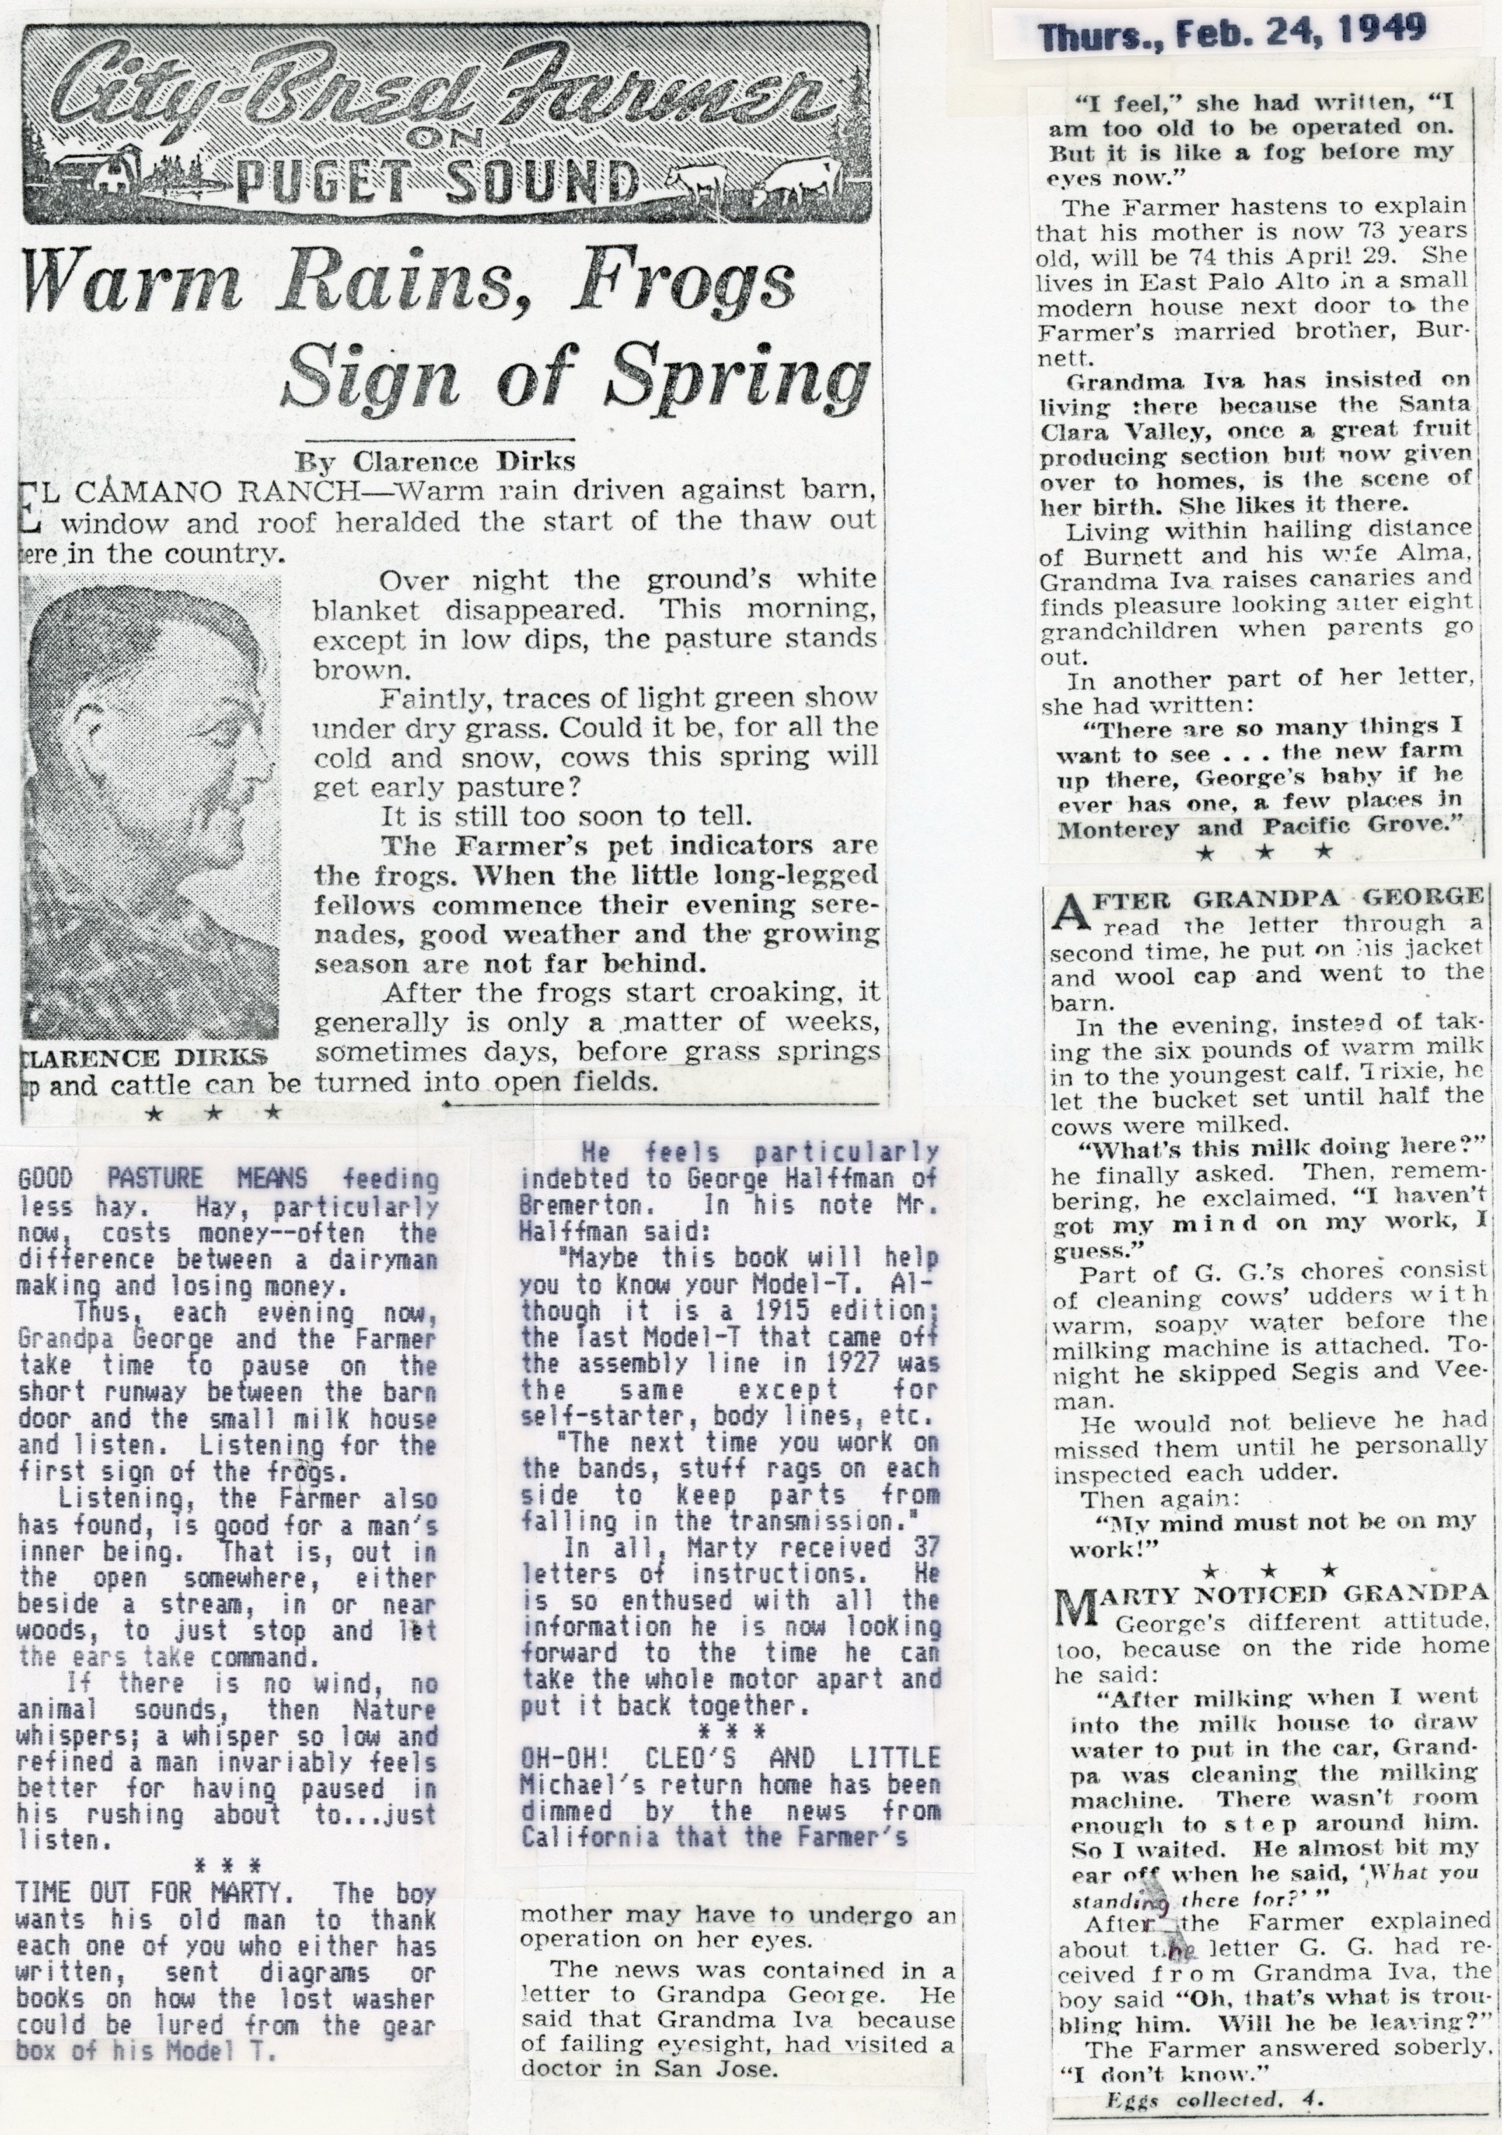 City-Bred Farmer
ON
PUGET SOUND
Warm Rains, Frogs
Sign of Spring
By Clarence Dirks
EL CAMANO RANCH—Warm rain driven against barn,
window and roof heralded the start of the thaw out
ere in the country.
Over night the ground's white
blanket disappeared. This morning,
except in low dips, the pasture stands
brown.
Faintly, traces of light green show
under dry grass. Could it be, for all the
cold and snow, cows this spring will
get early pasture?
It is still too soon to tell.
The Farmer's pet indicators are
the frogs. When the little long-legged
fellows commence their evening sere-
nades, good weather and the growing
season are not far behind.
After the frogs start croaking, it
generally is only a matter of weeks,
sometimes days, before grass springs
CLARENCE DIRKS
up and cattle can be turned into open fields.
★ ★ ★
GOOD PASTURE MEANS feeding
less hay. Hay, particularly
now, costs money--often the
difference between a dairyman
making and losing money.
Thus, each evening now,
Grandpa George and the Farmer
take time to pause on the
short runway between the barn
door and the small milk house
and listen. Listening for the
first sign of the frogs.
Listening, the Farmer also
has found, is good for a man's
inner being. That is, out in
the open somewhere, either
beside a stream, in or near
woods, to just stop and let
the ears take command.
If there is no wind, no
animal sounds, then Nature
whispers; a whisper so low and
refined a man invariably feels
better for having paused in
his rushing about to...just
listen.
* * *
TIME OUT FOR MARTY. The boy
wants his old man to thank
each one of you who either has
written, sent diagrams or
books on how the lost washer
could be lured from the gear
box of his Model T.
He feels particularly
indebted to George Halffman of
Bremerton. In his note Mr.
Halffman said:
"Maybe this book will help
you to know your Model-T. Al-
though it is a 1915 edition;
the last Model-T that came off
the assembly line in 1927 was
the same except for
self-starter, body lines, etc.
"The next time you work on
the bands, stuff rags on each
side to keep parts from
falling in the transmission."
In all, Marty received 37
letters of instructions. He
is so enthused with all the
information he is now looking
forward to the time he can
take the whole motor apart and
put it back together.
* * *
OH-OH! CLEO'S AND LITTLE
Michael's return home has been
dimmed by the news from
California that the Farmer's
mother may have to undergo an
operation on her eyes.
The news was contained in a
letter to Grandpa George. He
said that Grandma Iva because
of failing eyesight, had visited a
doctor in San Jose.
Thurs., Feb. 24, 1949
"I feel," she had written, "I
am too old to be operated on.
But it is like a fog before my
eyes now."
The Farmer hastens to explain
that his mother is now 73 years
old, will be 74 this April 29. She
lives in East Palo Alto in a small
modern house next door to the
Farmer's married brother, Bur-
nett.
Grandma Iva has insisted on
living there because the Santa
Clara Valley, once a great fruit
producing section but now given
over to homes, is the scene of
her birth. She likes it there.
Living within hailing distance
of Burnett and his wife Alma,
Grandma Iva raises canaries and
finds pleasure looking after eight
grandchildren when parents go
out.
In another part of her letter,
she had written:
"There are so many things I
want to see . . . the new farm
up there, George's baby if he
ever has one, a few places in
Monterey and Pacific Grove."
★ ★ ★
AFTER GRANDPA GEORGE
read the letter through a
second time, he put on his jacket
and wool cap and went to the
barn.
In the evening, instead of tak-
ing the six pounds of warm milk
in to the youngest calf, Trixie, he
let the bucket set until half the
cows were milked.
"What's this milk doing here?"
he finally asked. Then, remem-
bering, he exclaimed, "I haven't
got my mind on my work, I
guess."
Part of G. G.'s chores consist
of cleaning cows' udders with
warm, soapy water before the
milking machine is attached. To-
night he skipped Segis and Vee-
man.
He would not believe he had
missed them until he personally
inspected each udder.
Then again:
"My mind must not be on my
work!"
★ ★ ★
MARTY NOTICED GRANDPA
George's different attitude,
too, because on the ride home
he said:
"After milking when I went
into the milk house to draw
water to put in the car, Grand-
pa was cleaning the milking
machine. There wasn't room
enough to step around him.
So I waited. He almost bit my
ear off when he said, 'What you
standing there for?' "
After the Farmer explained
about the letter G. G. had re-
ceived from Grandma Iva, the
boy said "Oh, that's what is trou-
bling him. Will he be leaving?"
The Farmer answered soberly,
"I don't know."
Eggs collected, 4.